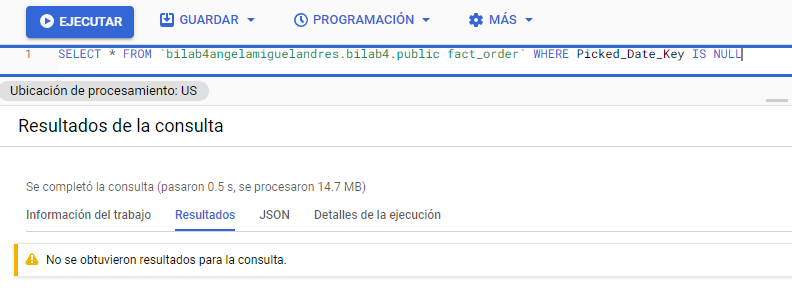 EJECUTAR GUARDAR PROGRAMACIÓN MÁS
1 SELECT * FROM `bilab4angelamiguelandres.bilab4.public fact_order` WHERE Picked_Date_Key IS NULL
Ubicación de procesamiento: US
Resultados de la consulta
Se completó la consulta (pasaron 0.5 s, se procesaron 14.7 MB)
Información del trabajo Resultados JSON Detalles de la ejecución
No se obtuvieron resultados para la consulta.